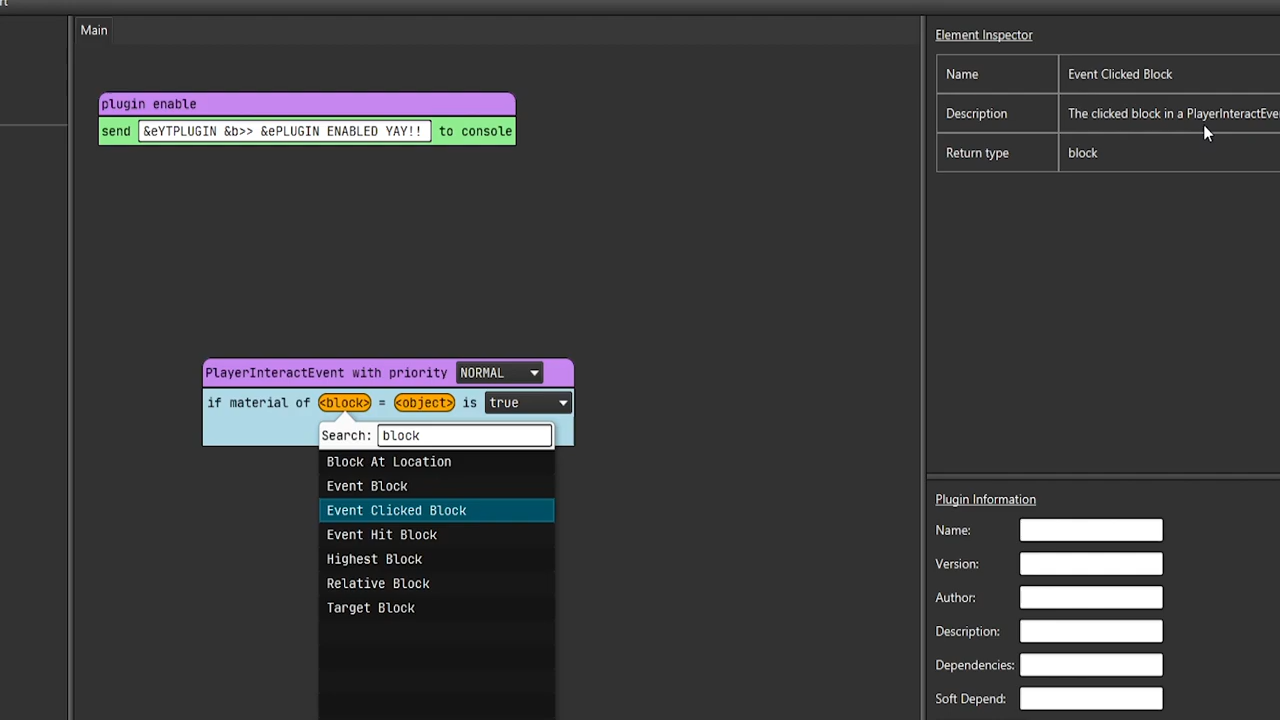 Main
plugin enable
send &eYTPLUGIN &b>> &ePLUGIN ENABLED YAY!! to console
PlayerInteractEvent with priority NORMAL
if material of <block> = <object> is true
Search: block
Block At Location
Event Block
Event Clicked Block
Event Hit Block
Highest Block
Relative Block
Target Block
Element Inspector
Name Event Clicked Block
Description The clicked block in a PlayerInteractEve
Return type block
Plugin Information
Name:
Version:
Author:
Description:
Dependencies:
Soft Depend: